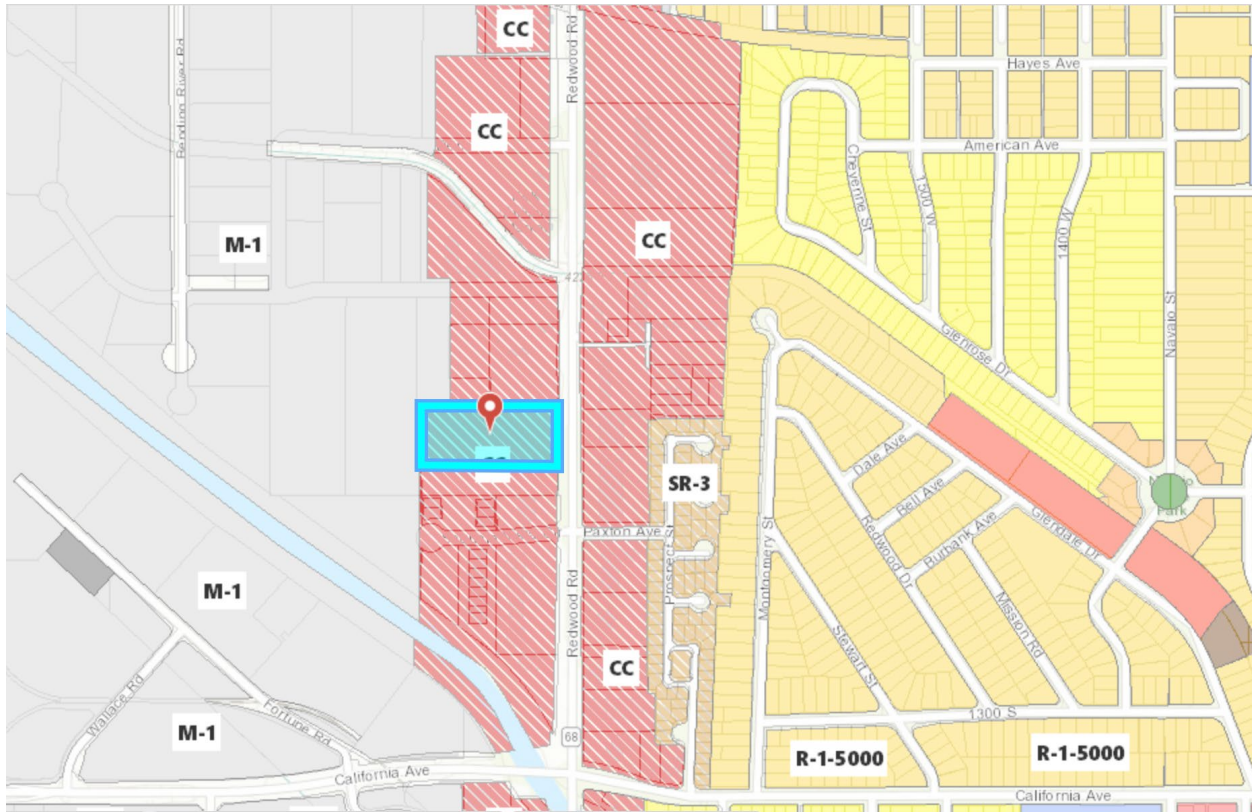 CC
Redwood Rd
Hayes Ave
Bending River Rd
CC
American Ave
Cheyenne St
1500 W
1400 W
M-1
CC
Navajo St
Glenrose Dr
SR-3
Dale Ave
Bell Ave
Burbank Ave
Glendale Dr
Park
Paxton Ave
Prospect St
Redwood Dr
Montgomery St
M-1
Mission Rd
Stewart St
Redwood Rd
CC
Wallace Rd
Fortune Rd
M-1
68
1300 S
R-1-5000
R-1-5000
California Ave
California Ave